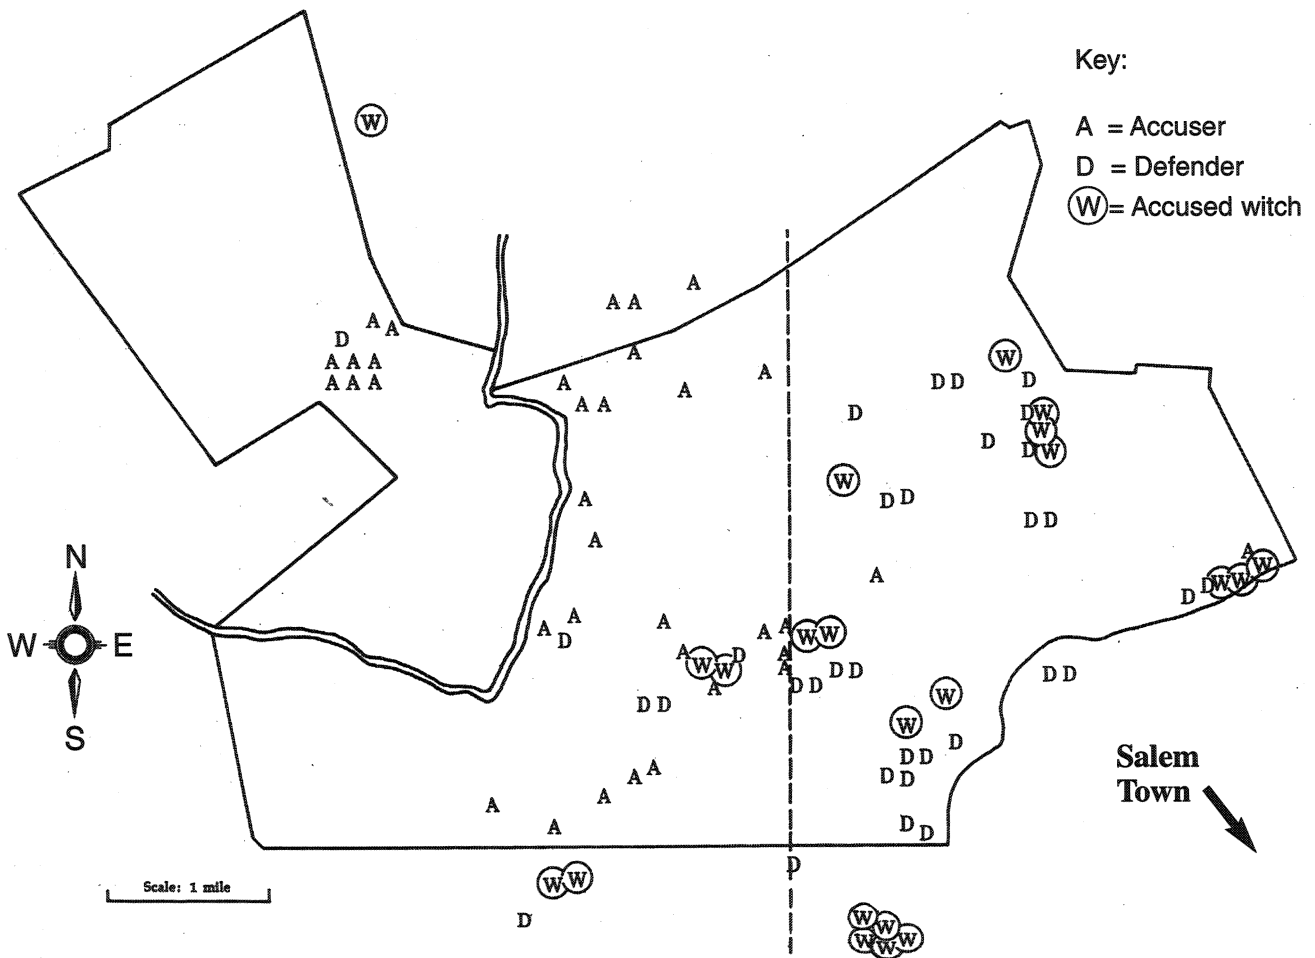 Key:
W
A = Accuser
D = Defender
W = Accused witch
A
A A
A A
D
A
W
A A A
A
A A A A A D D D
A A D D W
W
D D W
W
A D D
D D
A
N
A W
A D W W
D
A A
A A A W W
W E D
A D A
W W A D D D D
A D D W
D D
W
S D
D D Salem
A
A A D D
Town
A
A D D
D
W W
Scale: 1 mile
D W W
W W W